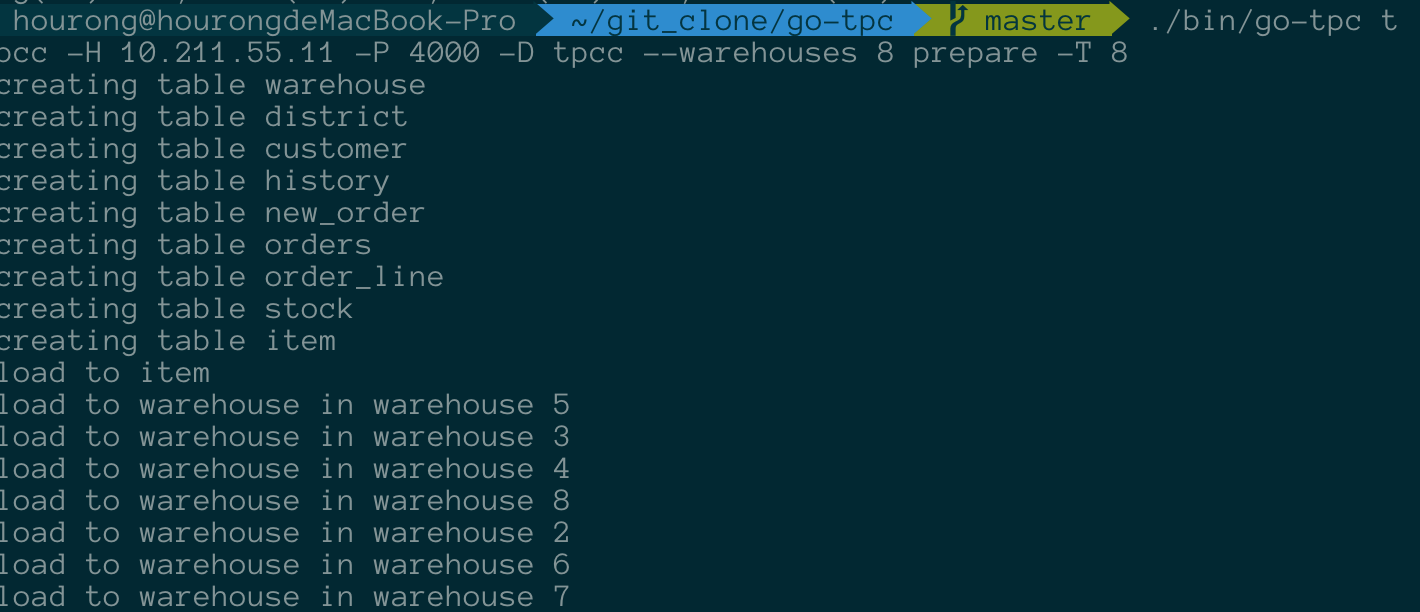 hourong@hourongdeMacBook-Pro ~/git_clone/go-tpc master ./bin/go-tpc t
pcc -H 10.211.55.11 -P 4000 -D tpcc --warehouses 8 prepare -T 8
creating table warehouse
creating table district
creating table customer
creating table history
creating table new_order
creating table orders
creating table order_line
creating table stock
creating table item
load to item
load to warehouse in warehouse 5
load to warehouse in warehouse 3
load to warehouse in warehouse 4
load to warehouse in warehouse 8
load to warehouse in warehouse 2
load to warehouse in warehouse 6
load to warehouse in warehouse 7